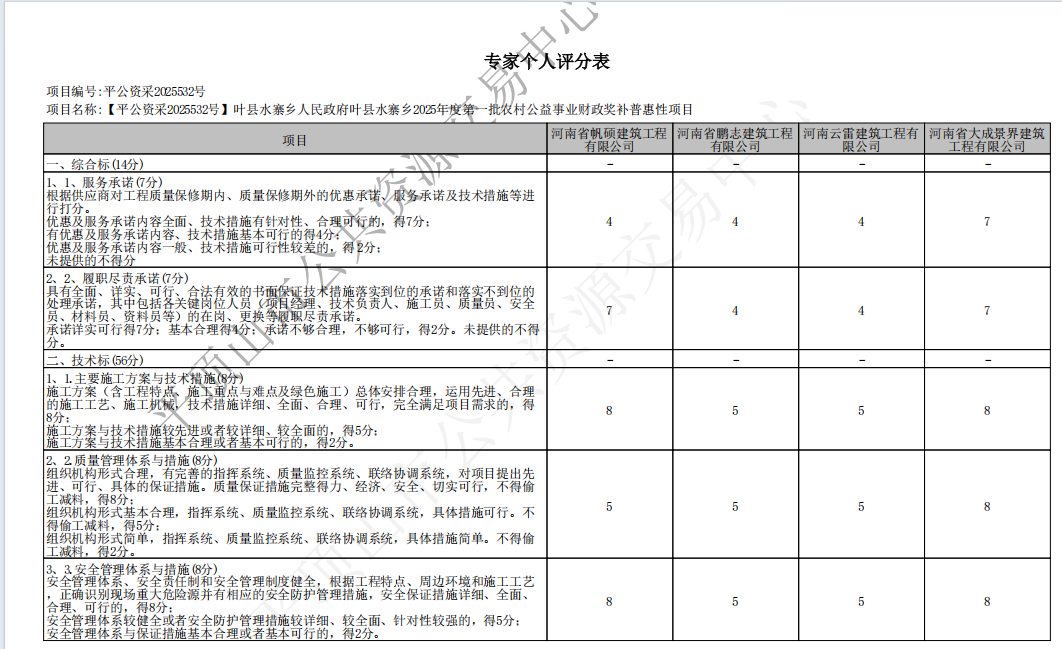 专家个人评分表
项目编号:平公资采2025532号
项目名称:【平公资采2025532号】叶县水寨乡人民政府叶县水寨乡2025年度第一批农村公益事业财政奖补普惠性项目
项目
河南省帆硕建筑工程
有限公司
河南省鹏志建筑工程
有限公司
河南云雷建筑工程有
限公司
河南省大成景界建筑
工程有限公司
一、综合标(14分)
–
–
–
–
1、1、服务承诺(7分)
根据供应商对工程质量保修期内、质量保修期外的优惠承诺、服务承诺及技术措施等进
行打分。
优惠及服务承诺内容全面、技术措施有针对性、合理可行的，得7分；
有优惠及服务承诺内容、技术措施基本可行的得4分；
优惠及服务承诺内容一般、技术措施可行性较差的，得2分；
未提供的不得分
4
4
4
7
2、2、履职尽责承诺(7分)
具有全面、详实、可行、合法有效的书面保证技术措施落实到位的承诺和落实不到位的
处理承诺，其中包括各关键岗位人员（项目经理、技术负责人、施工员、质量员、安全
员、材料员、资料员等）的在岗、更换等履职尽责承诺。
承诺详实可行得7分；基本合理得4分；承诺不够合理，不够可行，得2分。未提供的不得
分。
7
4
4
7
二、技术标(56分)
–
–
–
–
1、1.主要施工方案与技术措施(8分)
施工方案（含工程特点、施工重点与难点及绿色施工）总体安排合理，运用先进、合理
的施工工艺、施工机械，技术措施详细、全面、合理、可行，完全满足项目需求的，得
8分；
施工方案与技术措施较先进或者较详细、较全面的，得5分；
施工方案与技术措施基本合理或者基本可行的，得2分。
8
5
5
8
2、2.质量管理体系与措施(8分)
组织机构形式合理，有完善的指挥系统、质量监控系统、联络协调系统，对项目提出先
进、可行、具体的保证措施。质量保证措施完整得力、经济、安全、切实可行，不得偷
工减料，得8分；
组织机构形式基本合理，指挥系统、质量监控系统、联络协调系统，具体措施可行。不
得偷工减料，得5分；
组织机构形式简单，指挥系统、质量监控系统、联络协调系统，具体措施简单。不得偷
工减料，得2分。
5
5
5
8
3、3.安全管理体系与措施(8分)
安全管理体系、安全责任制和安全管理制度健全，根据工程特点、周边环境和施工工艺
，正确识别现场重大危险源并有相应的安全防护管理措施，安全保证措施详细、全面、
合理、可行的，得8分；
安全管理体系较健全或者安全防护管理措施较详细、较全面、针对性较强的，得5分；
安全管理体系与保证措施基本合理或者基本可行的，得2分。
8
5
5
8
平顶山市公共资源交易中心
平顶山市公共资源交易中心